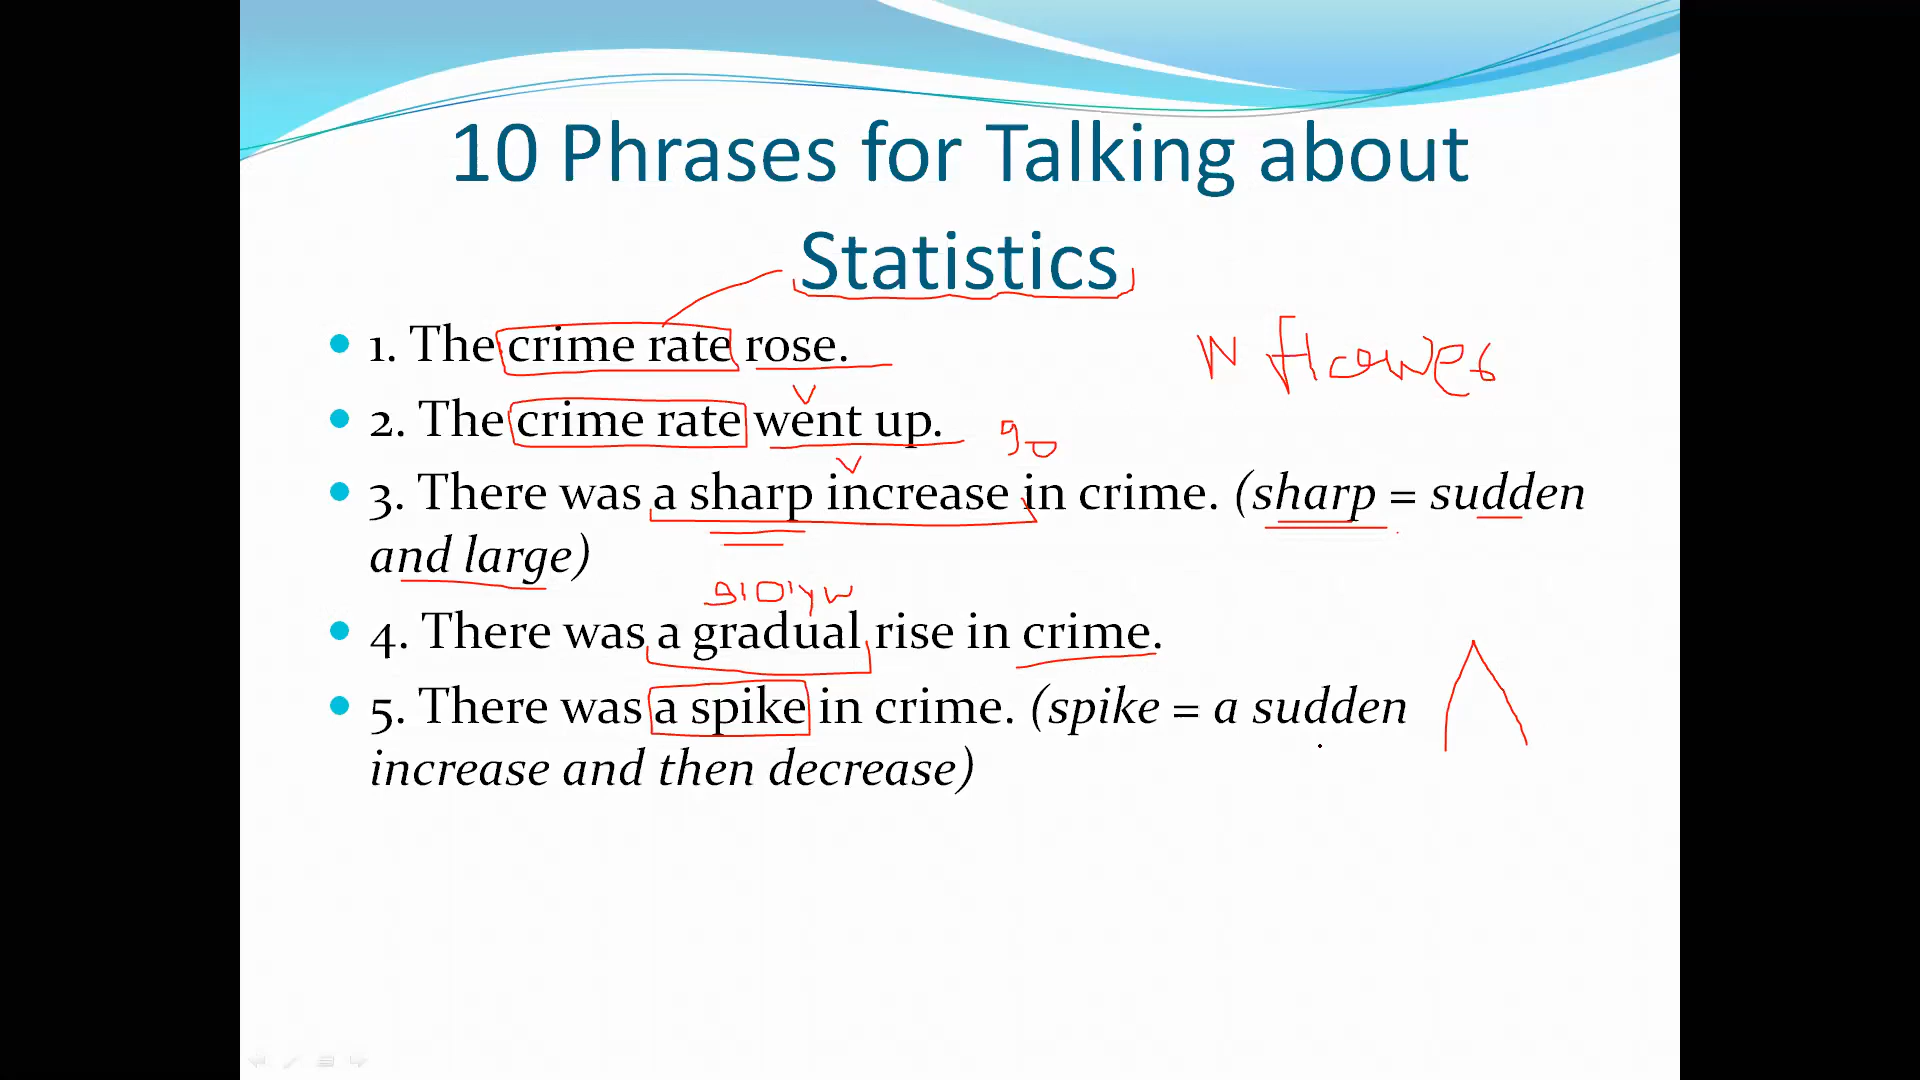 10 Phrases for Talking about
Statistics
• 1. The crime rate rose.
N flower
• 2. The crime rate went up.
go
• 3. There was a sharp increase in crime. (sharp = sudden
and large)
• 4. There was a gradual rise in crime.
• 5. There was a spike in crime. (spike = a sudden
increase and then decrease)